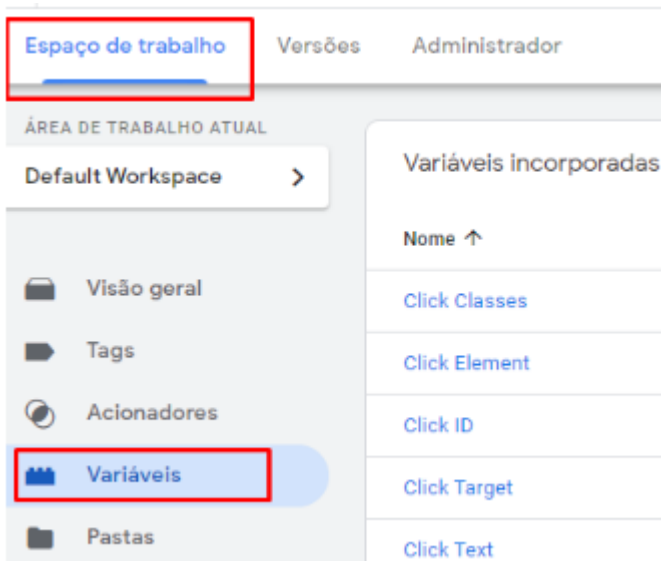 Espaço de trabalho Versões Administrador
ÁREA DE TRABALHO ATUAL
Default Workspace
Visão geral
Tags
Acionadores
Variáveis
Pastas
Variáveis incorporadas
Nome
Click Classes
Click Element
Click ID
Click Target
Click Text